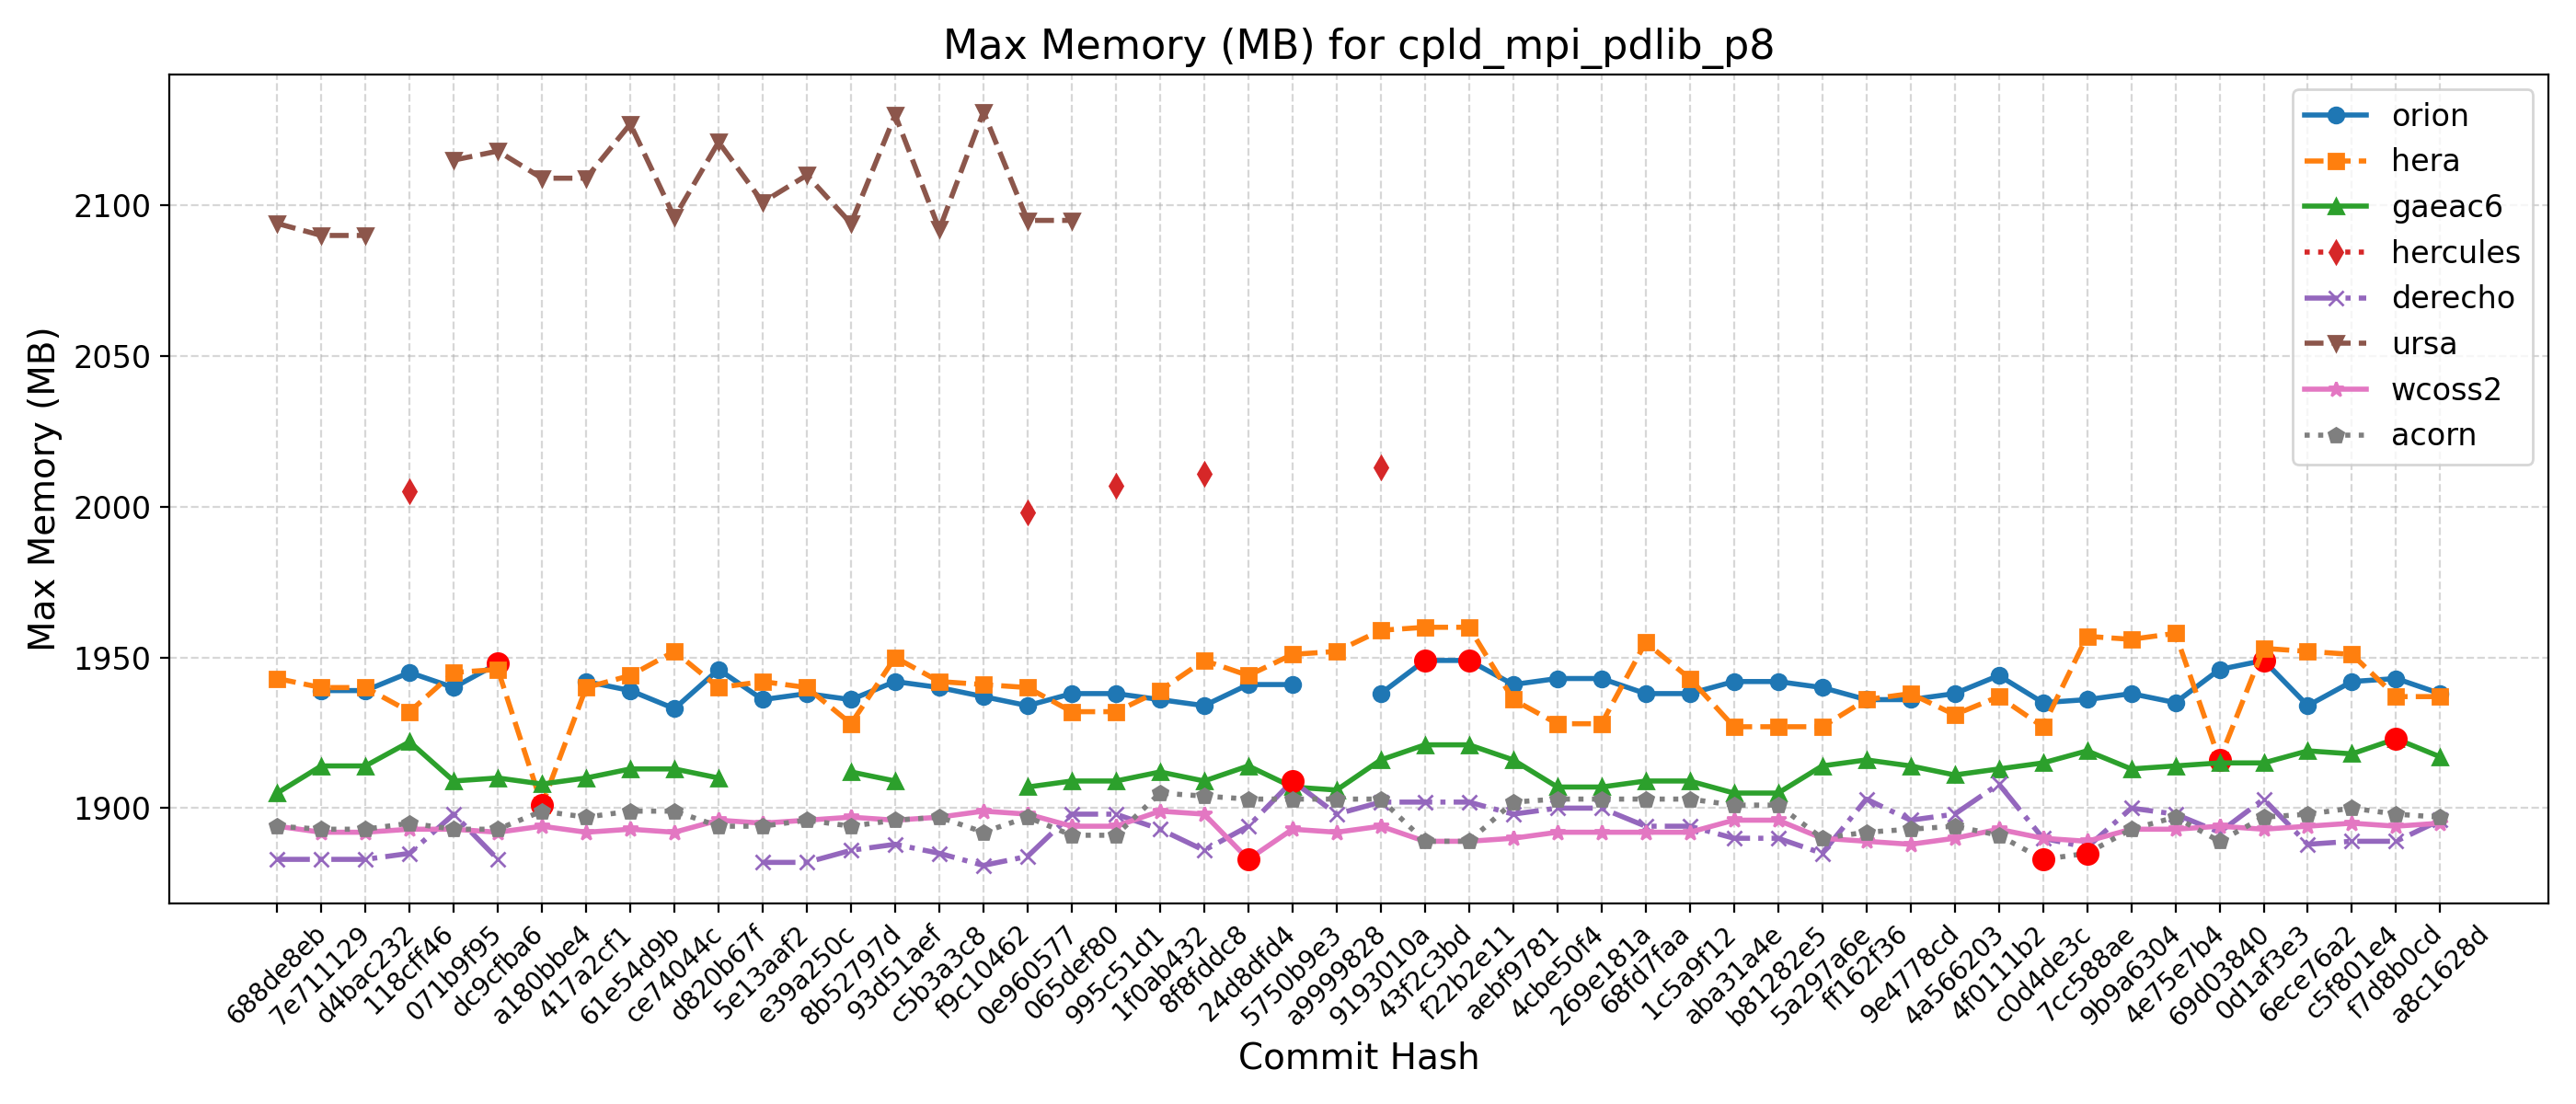 Max Memory (MB) for cpld_mpi_pdlib_p8
Max Memory (MB)
2100
2050
2000
1950
1900
orion
hera
gaeac6
hercules
derecho
ursa
wcoss2
acorn
688de8eb
7e711129
d4bac232
118cff46
071b9f95
dc9cfba6
a180bbe4
417a2cf1
61e54d9b
ce74044c
d820b67f
5e13aaf2
e39a250c
8b52797d
93d51aef
c5b3a3c8
f9c10462
0e960577
065def80
995c51d1
1f0ab432
8f8fddc8
24d8dfd4
5750b9e3
a9999828
9193010a
43f2c3bd
f22b2e11
aebf9781
4cbe50f4
269e181a
68fd7faa
1c5a9f12
aba31a4e
b81282e5
5a297a6e
ff162f36
9e4778cd
4a566203
4f0111b2
c0d4de3c
7cc588ae
9b9a6304
4e75e7b4
69d03840
0d1af3e3
6ece76a2
c5f801e4
f7d8b0cd
a8c1628d
Commit Hash